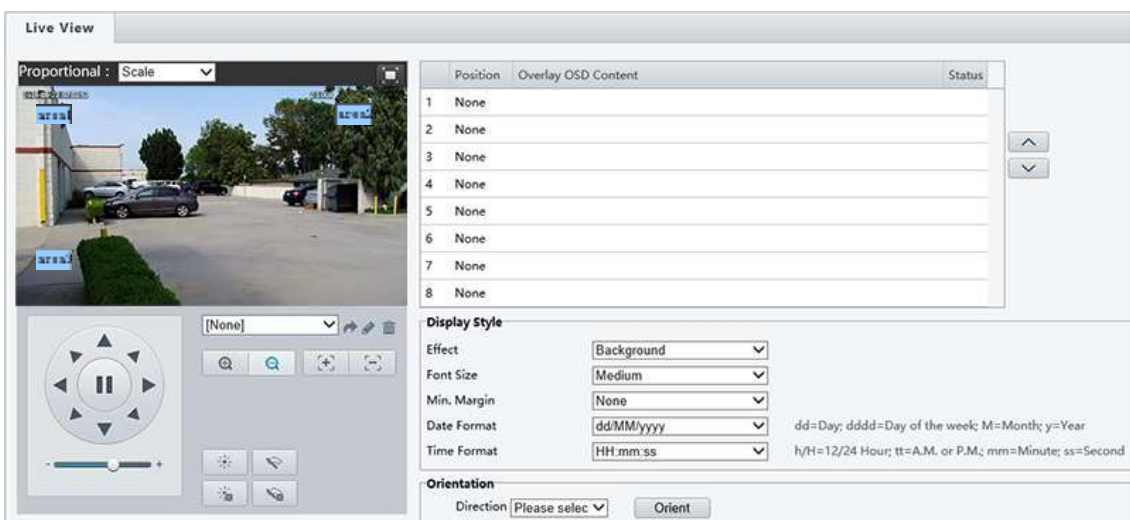 Live View
Proportional : Scale
Position Overlay OSD Content Status
1 None
2 None
3 None
4 None
5 None
6 None
7 None
8 None
[None]
- +
Display Style
Effect Background
Font Size Medium
Min. Margin None
Date Format dd/MM/yyyy dd=Day; dddd=Day of the week; M=Month; y=Year
Time Format HH:mm:ss h/H=12/24 Hour; tt=A.M. or P.M.; mm=Minute; ss=Second
Orientation
Direction Please selec Orient